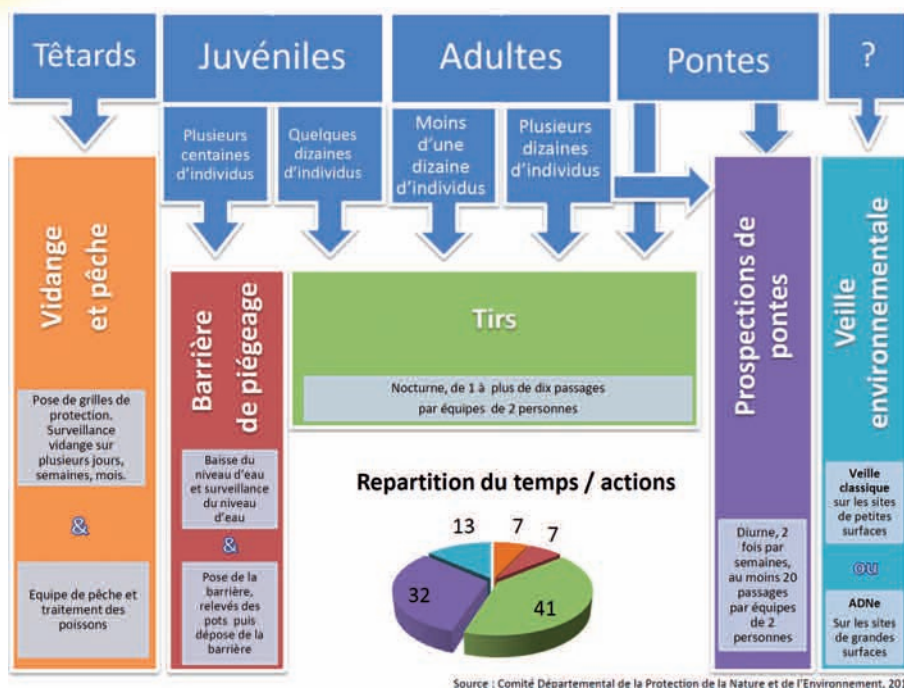 Têtards
Juvéniles
Adultes
Pontes
?
Plusieurs
centaines
d'individus
Quelques
dizaines
d'individus
Moins
d'une
dizaine
d'individus
Plusieurs
dizaines
d'individus
Vidange
et pêche
Pose de grilles de
protection.
Surveillance
vidange sur
plusieurs jours,
semaines, mois.
&
Equipe de pêche et
traitement des
poissons
Barrière
de piégeage
Baisse du
niveau d'eau
et surveillance
du niveau
d'eau
&
Pose de la
barrière,
relevés des
pots puis
dépose de la
barrière
Tirs
Nocturne, de 1 à plus de dix passages
par équipes de 2 personnes
Repartition du temps / actions
13
7
7
32
41
Prospections de
pontes
Diurne, 2
fois par
semaines,
au moins 20
passages
par équipes
de 2
personnes
Veille
environnementale
Veille
classique
sur les sites
de petites
surfaces
ou
ADNe
Sur les sites
de grandes
surfaces
Source : Comité Départemental de la Protection de la Nature et de l'Environnement, 201